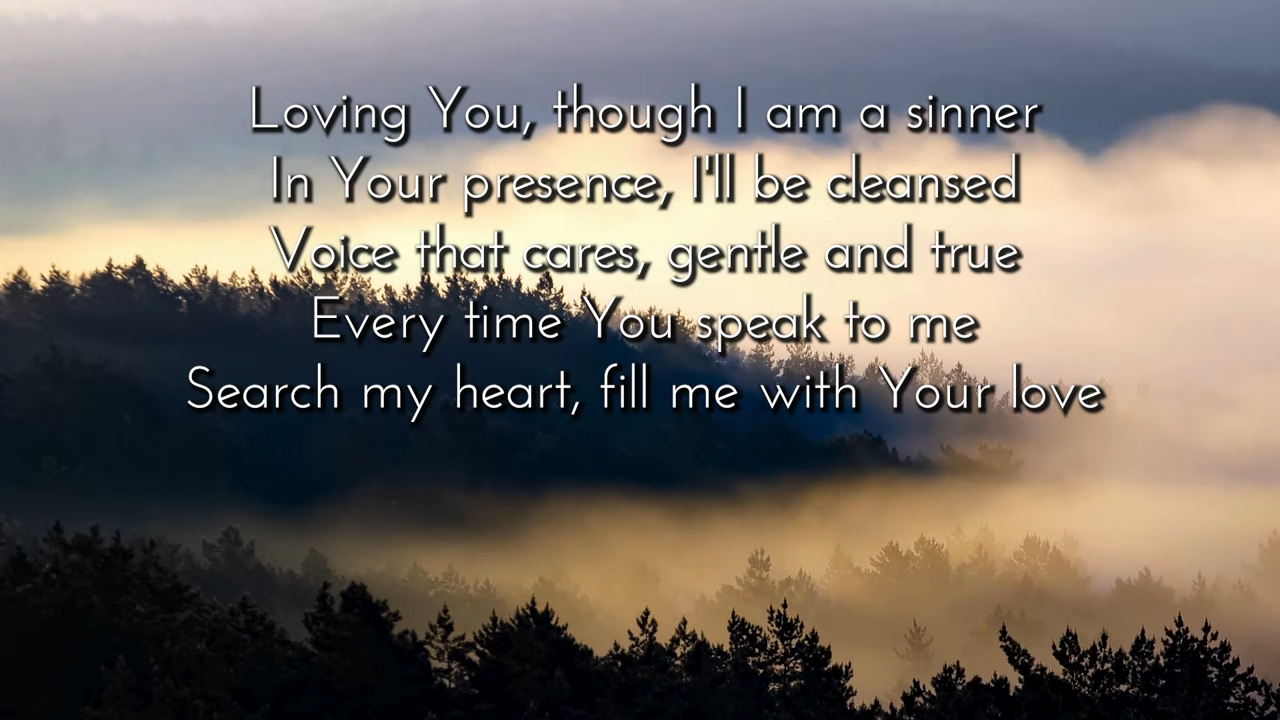 Loving You, though I am a sinner
In Your presence, I'll be cleansed
Voice that cares, gentle and true
Every time You speak to me
Search my heart, fill me with Your love